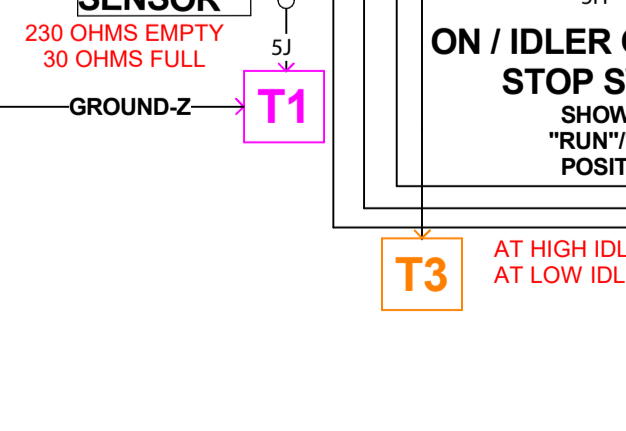 SENSOR
230 OHMS EMPTY
30 OHMS FULL
5J
GROUND-Z
T1
ON / IDLER
STOP
SHOW
"RUN"/
POSIT
T3
AT HIGH IDL
AT LOW IDL